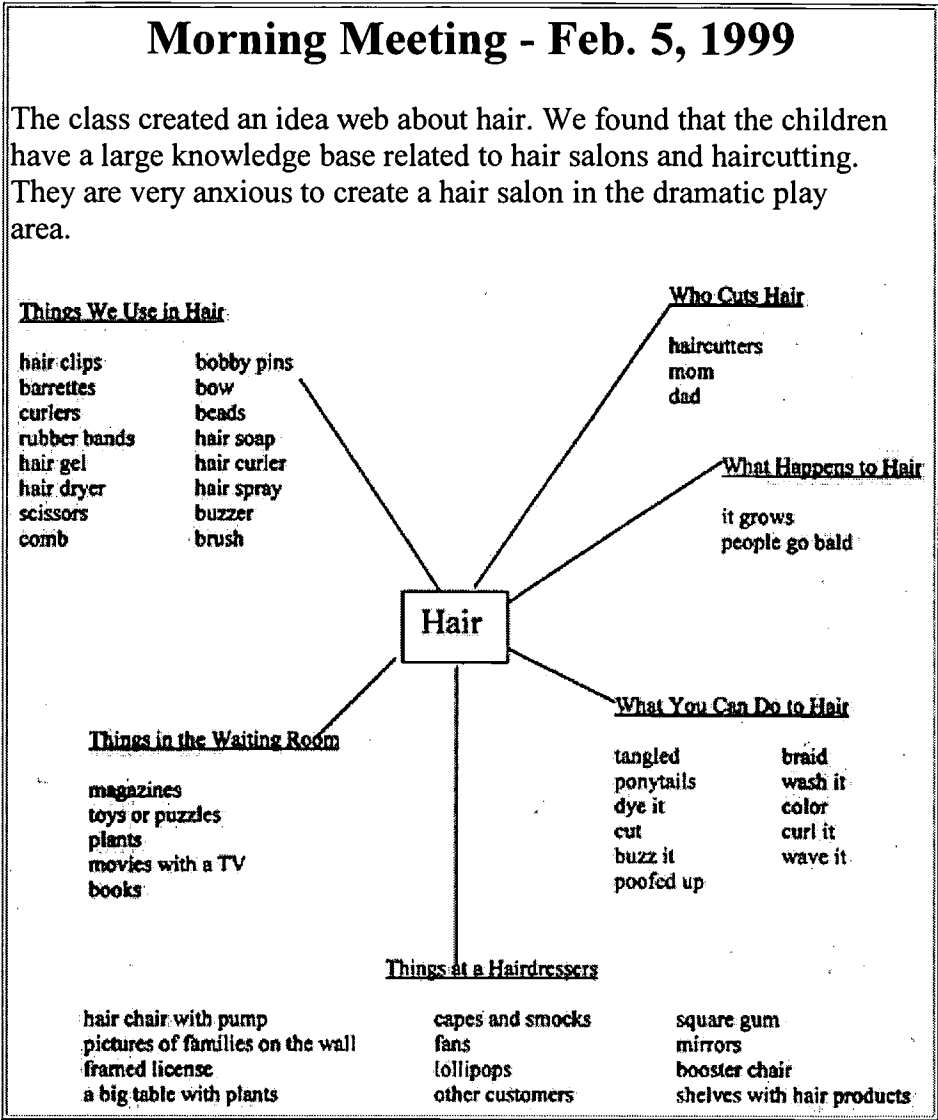 Morning Meeting - Feb. 5, 1999
The class created an idea web about hair. We found that the children
have a large knowledge base related to hair salons and haircutting.
They are very anxious to create a hair salon in the dramatic play
area.
Things We Use in Hair
hair clips bobby pins
barrettes bow
curlers beads
rubber bands hair soap
hair gel hair curler
hair dryer hair spray
scissors buzzer
comb brush
Who Cuts Hair
haircutters
mom
dad
What Happens to Hair
it grows
people go bald
Hair
Things in the Waiting Room
magazines
toys or puzzles
plants
movies with a TV
books
What You Can Do to Hair
tangled braid
ponytails wash it
dye it color
cut curl it
buzz it wave it
poofed up
Things at a Hairdressers
hair chair with pump capes and smocks square gum
pictures of families on the wall fans mirrors
framed license lollipops booster chair
a big table with plants other customers shelves with hair products